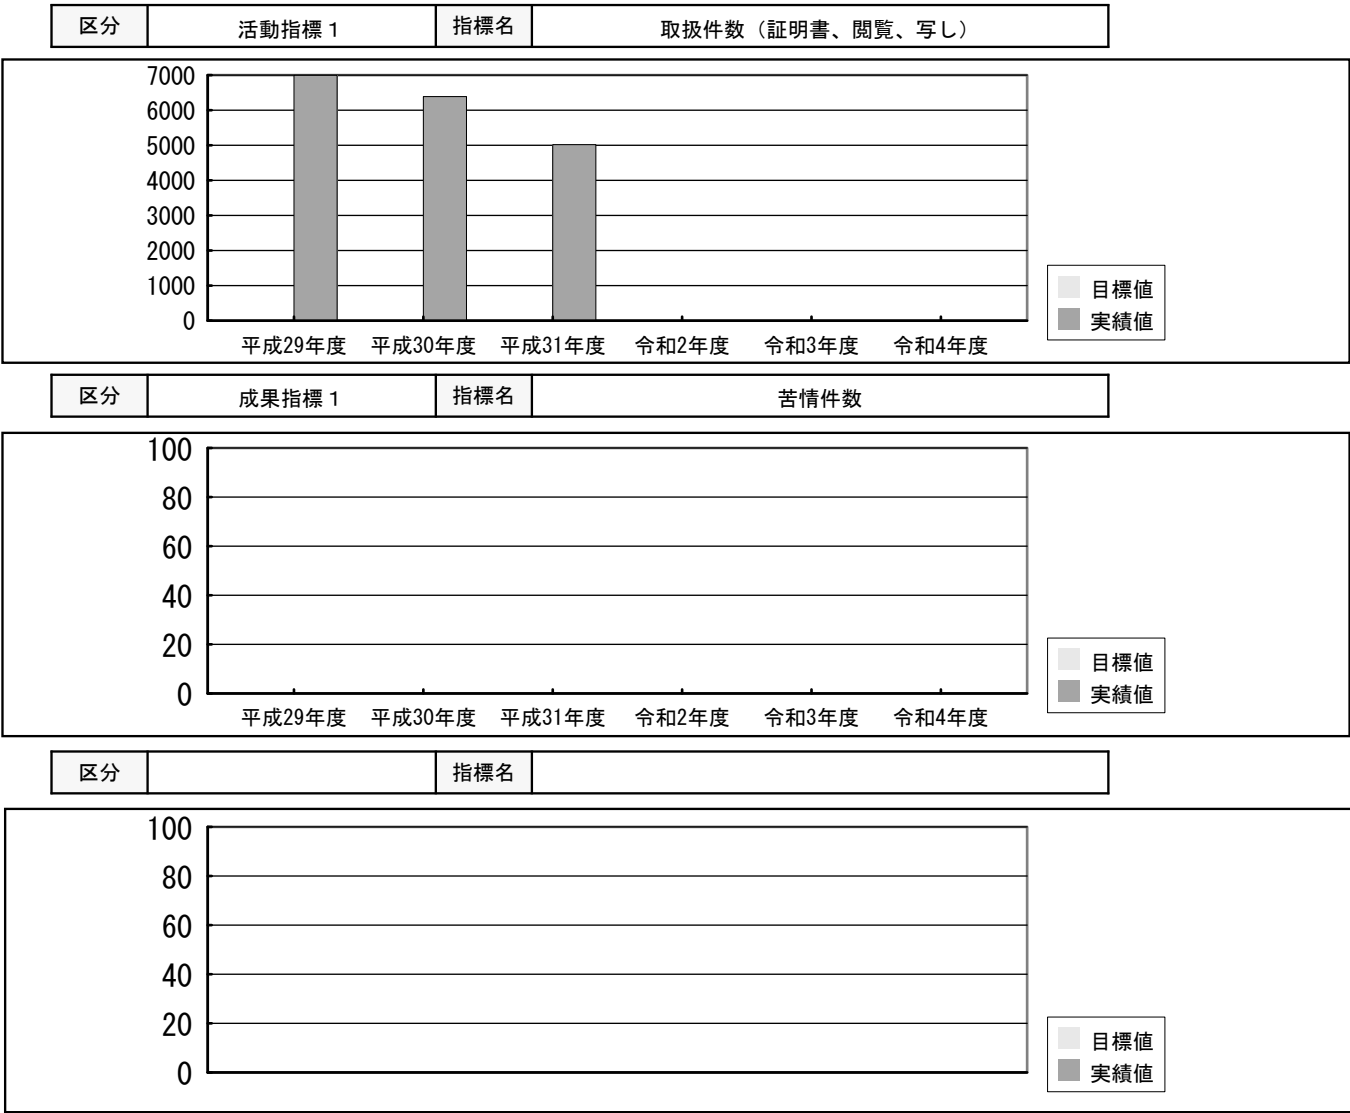 区分 活動指標1 指標名 取扱件数（証明書、閲覧、写し）
7000
6000
5000
4000
3000
2000
1000
0
平成29年度 平成30年度 平成31年度 令和2年度 令和3年度 令和4年度
目標値
実績値
区分 成果指標1 指標名 苦情件数
100
80
60
40
20
0
平成29年度 平成30年度 平成31年度 令和2年度 令和3年度 令和4年度
目標値
実績値
区分 指標名
100
80
60
40
20
0
目標値
実績値